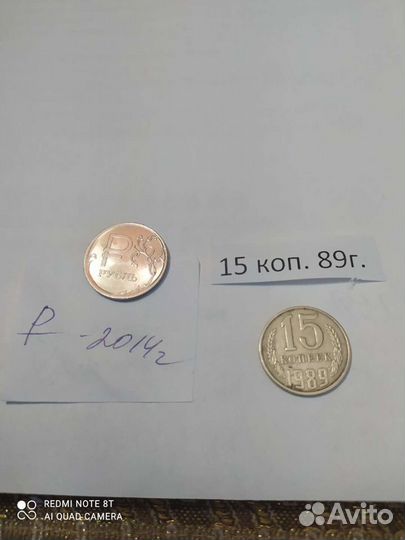 ₽
РУБЛЬ
15 коп. 89г.
₽ - 2014г
15
КОПЕЕК
1989
REDMI NOTE 8T
AI QUAD CAMERA
Avito